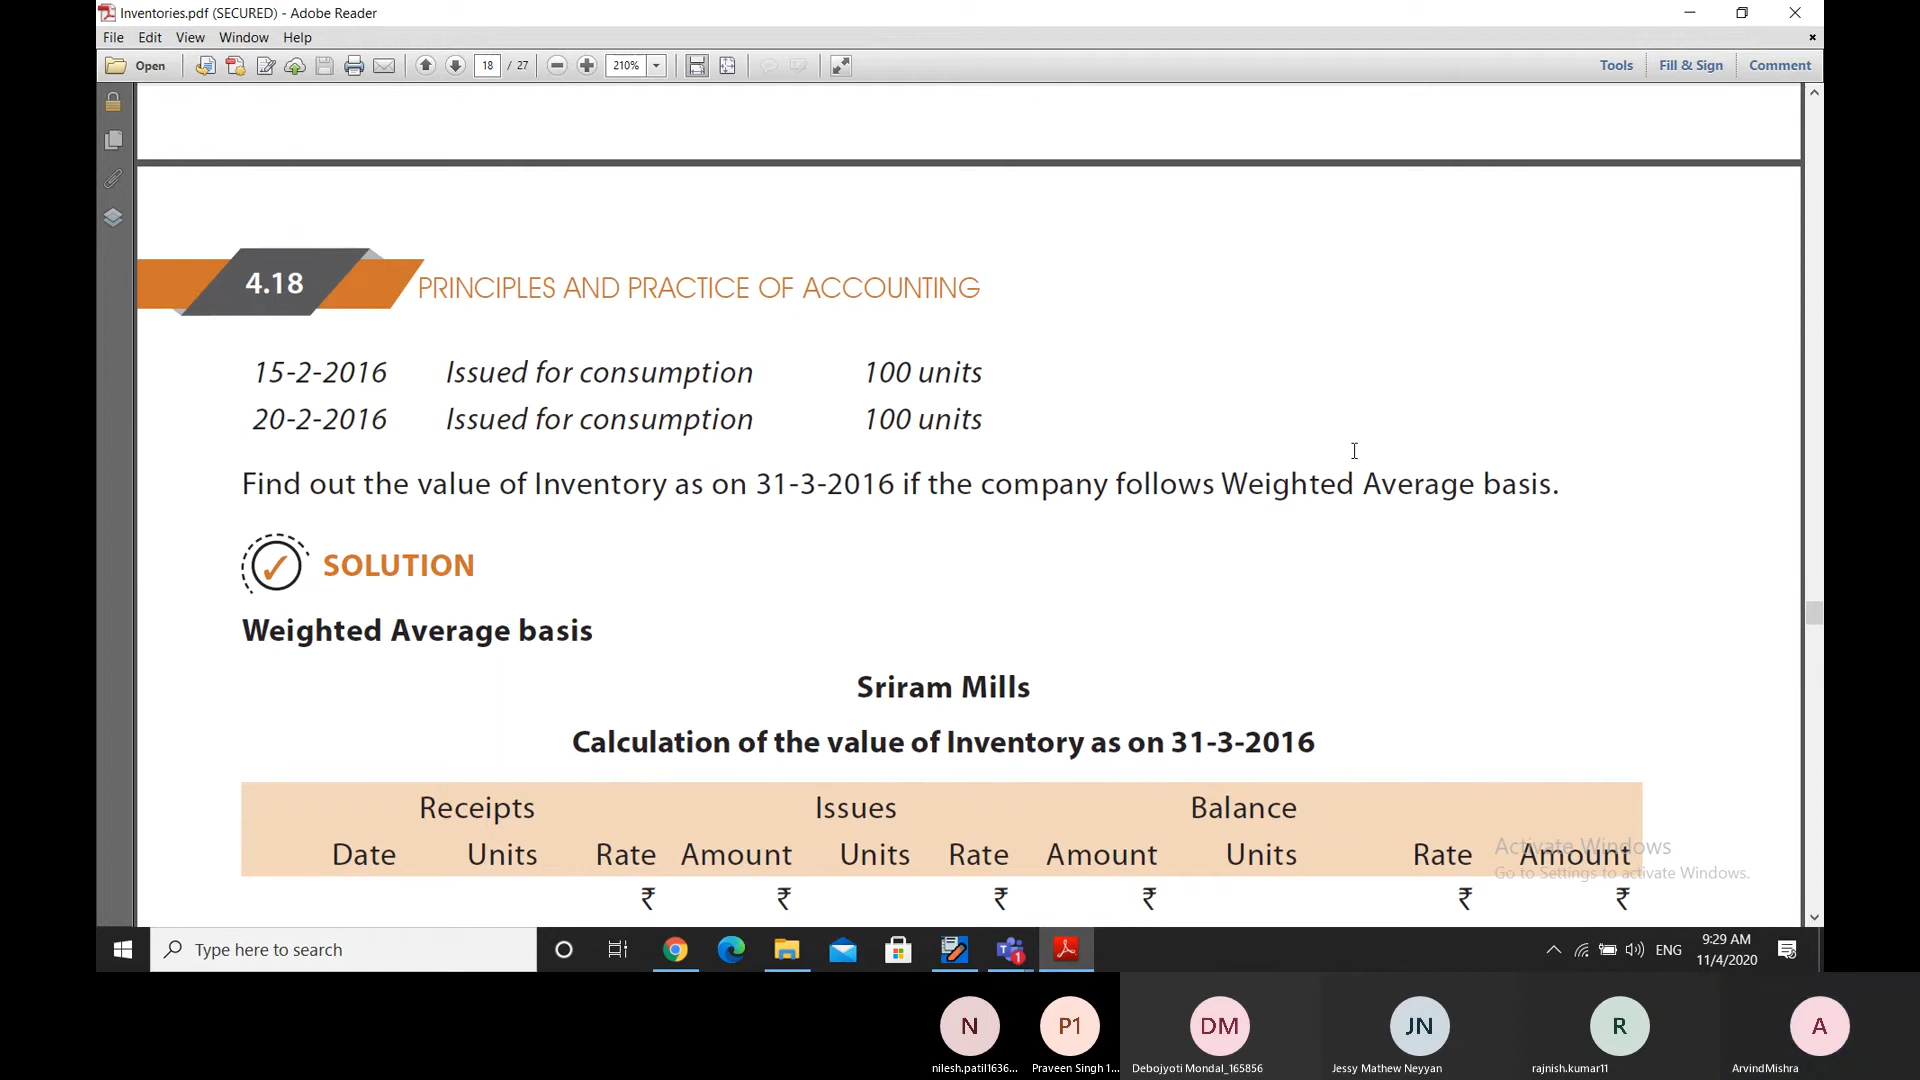 Inventories.pdf (SECURED) - Adobe Reader
File Edit View Window Help
Open 18 / 27 210% Tools Fill & Sign Comment
4.18 PRINCIPLES AND PRACTICE OF ACCOUNTING
15-2-2016 Issued for consumption 100 units
20-2-2016 Issued for consumption 100 units
Find out the value of Inventory as on 31-3-2016 if the company follows Weighted Average basis.
SOLUTION
Weighted Average basis
Sriram Mills
Calculation of the value of Inventory as on 31-3-2016
Receipts Issues Balance
Date Units Rate Amount Units Rate Amount Units Rate Amount
₹ ₹ ₹ ₹ ₹ ₹
Activate Windows
Go to Settings to activate Windows.
Type here to search 1 ENG 9:29 AM
11/4/2020
N P1 DM JN R A
nilesh.patil1636... Praveen Singh 1... Debojyoti Mondal_165856 Jessy Mathew Neyyan rajnish.kumar11 ArvindMishra